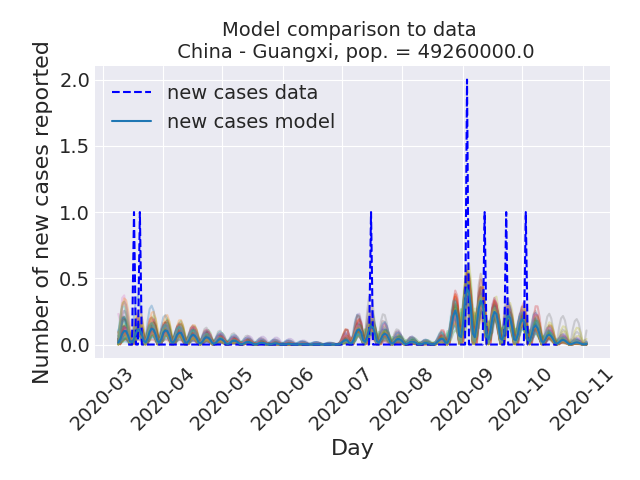 Model comparison to data
China - Guangxi, pop. = 49260000.0
new cases data
new cases model
Number of new cases reported
2.0
1.5
1.0
0.5
0.0
2020-03
2020-04
2020-05
2020-06
2020-07
2020-08
2020-09
2020-10
2020-11
Day